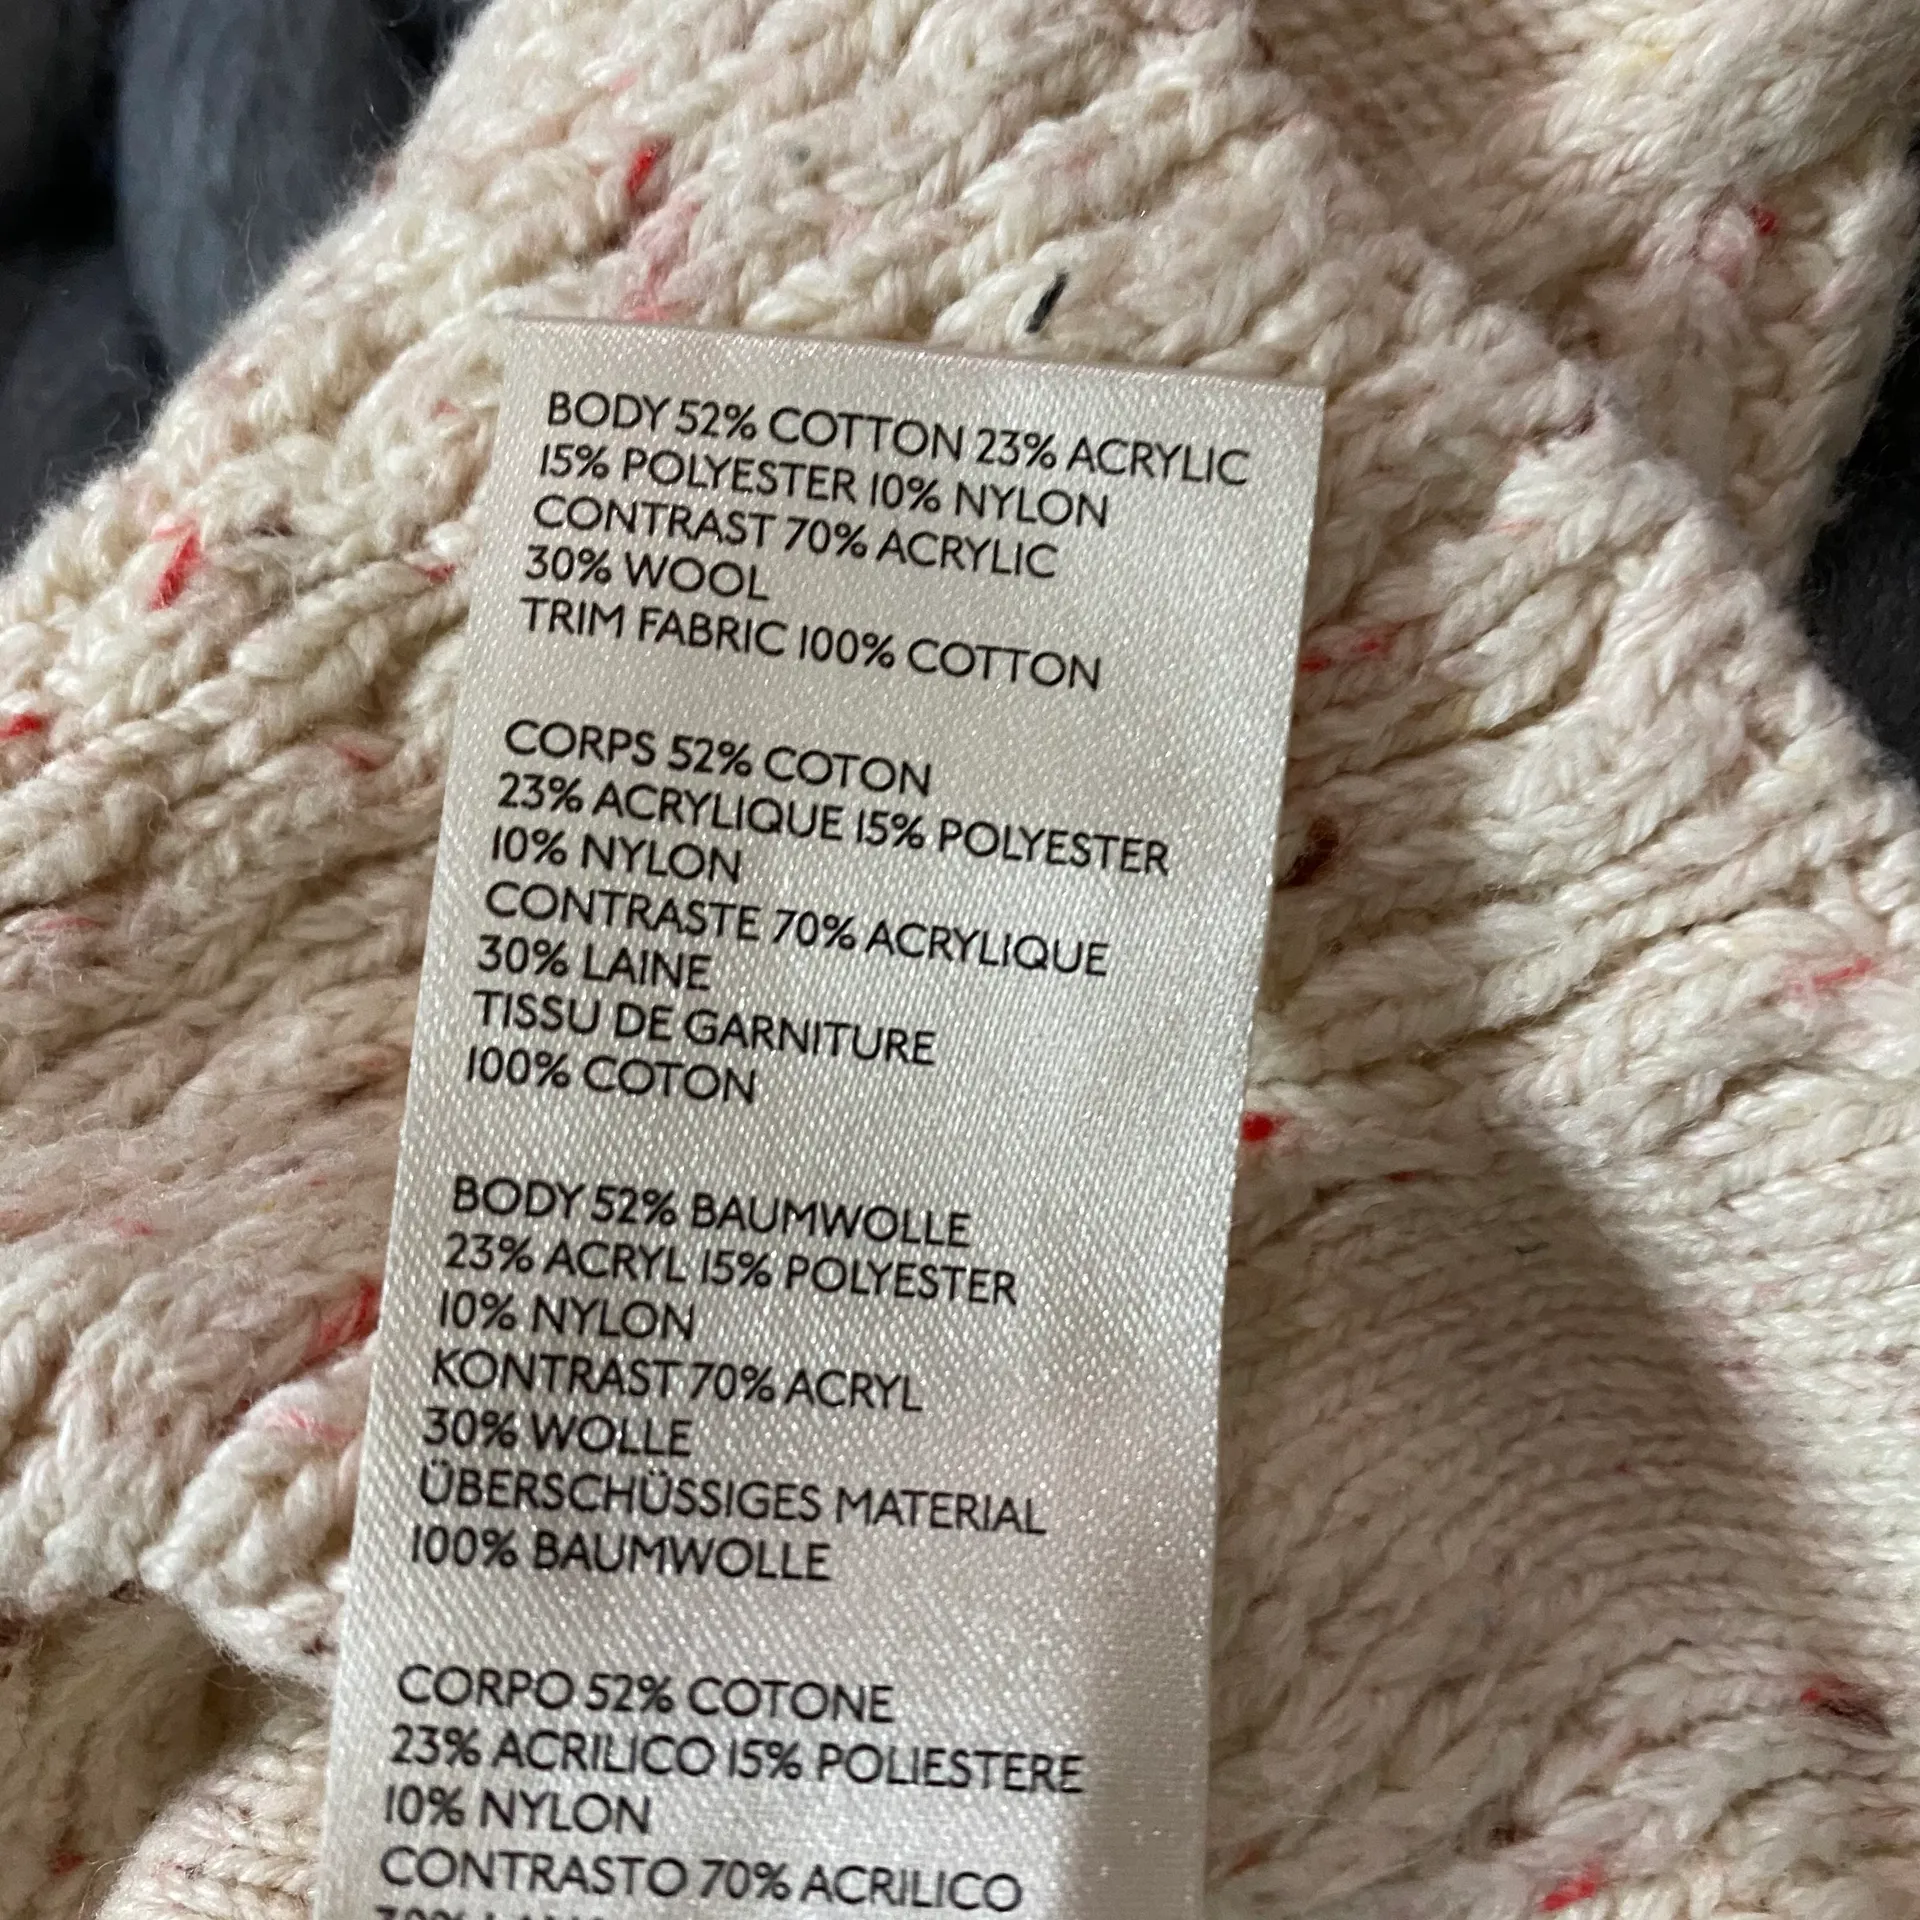 BODY 52% COTTON 23% ACRYLIC
15% POLYESTER 10% NYLON
CONTRAST 70% ACRYLIC
30% WOOL
TRIM FABRIC 100% COTTON
CORPS 52% COTON
23% ACRYLIQUE 15% POLYESTER
10% NYLON
CONTRASTE 70% ACRYLIQUE
30% LAINE
TISSU DE GARNITURE
100% COTON
BODY 52% BAUMWOLLE
23% ACRYL 15% POLYESTER
10% NYLON
KONTRAST 70% ACRYL
30% WOLLE
ÜBERSCHÜSSIGES MATERIAL
100% BAUMWOLLE
CORPO 52% COTONE
23% ACRILICO 15% POLIESTERE
10% NYLON
CONTRASTO 70% ACRILICO